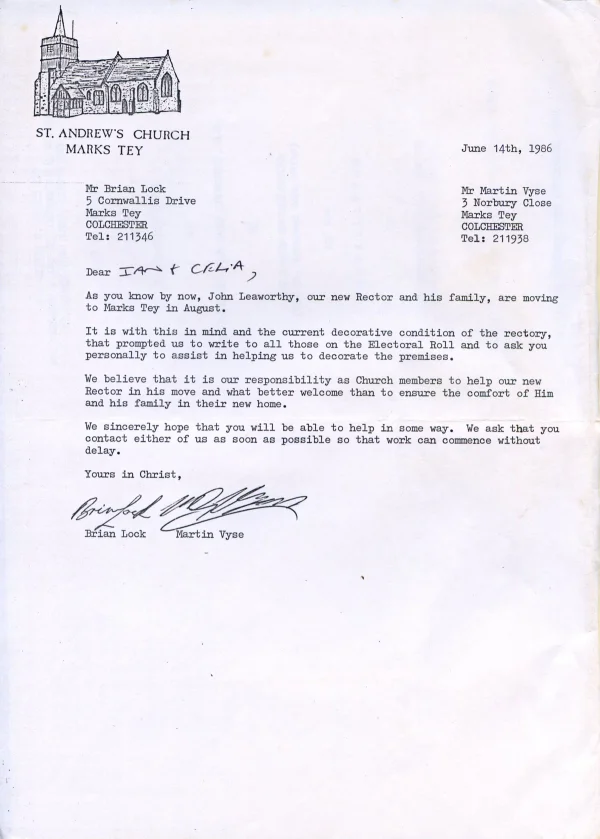 ST. ANDREW'S CHURCH
MARKS TEY
June 14th, 1986
Mr Brian Lock
5 Cornwallis Drive
Marks Tey
COLCHESTER
Tel: 211346
Mr Martin Vyse
3 Norbury Close
Marks Tey
COLCHESTER
Tel: 211938
Dear IAN + CELIA,
As you know by now, John Leaworthy, our new Rector and his family, are moving
to Marks Tey in August.
It is with this in mind and the current decorative condition of the rectory,
that prompted us to write to all those on the Electoral Roll and to ask you
personally to assist in helping us to decorate the premises.
We believe that it is our responsibility as Church members to help our new
Rector in his move and what better welcome than to ensure the comfort of Him
and his family in their new home.
We sincerely hope that you will be able to help in some way. We ask that you
contact either of us as soon as possible so that work can commence without
delay.
Yours in Christ,
Brian Lock
Brian Lock Martin Vyse